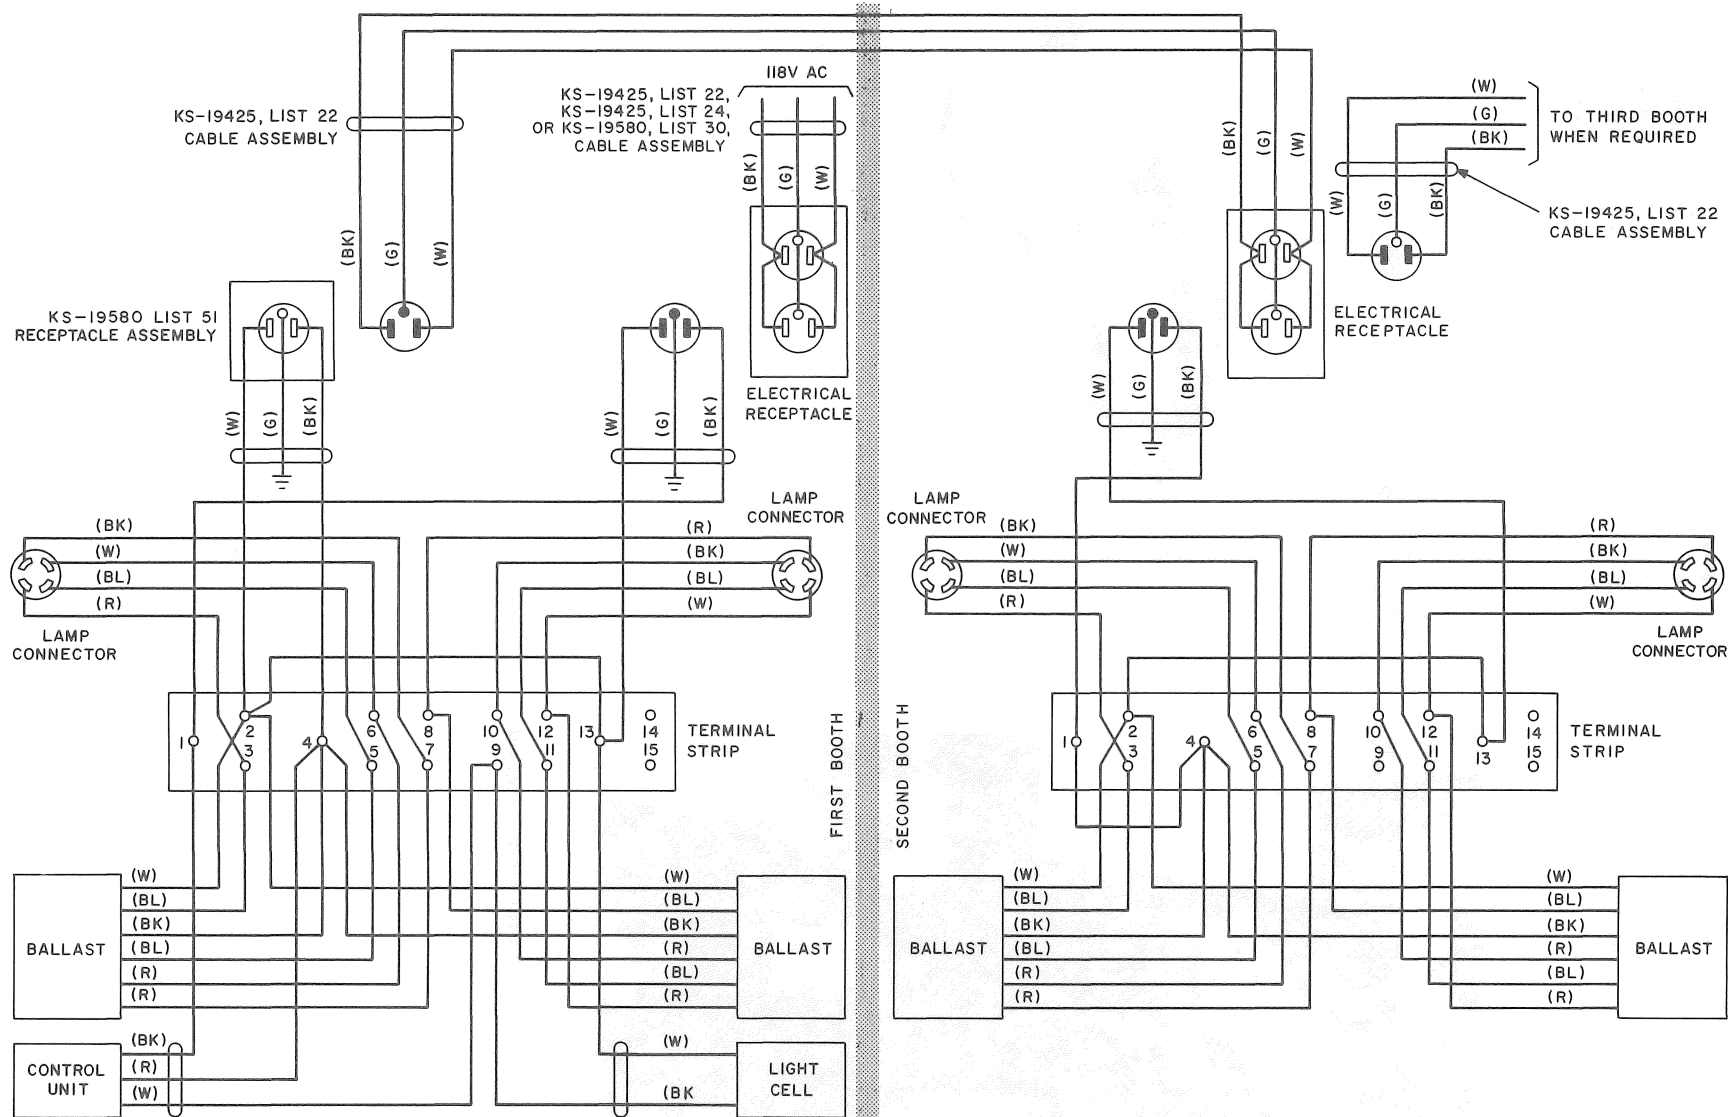 118V AC
KS-19425, LIST 22
CABLE ASSEMBLY
KS-19425, LIST 22,
KS-19425, LIST 24,
OR KS-19580, LIST 30,
CABLE ASSEMBLY
(BK)
(G)
(W)
(BK)
(G)
(W)
KS-19580 LIST 51
RECEPTACLE ASSEMBLY
ELECTRICAL
RECEPTACLE
(W)
(G)
(BK)
(W)
(G)
(BK)
LAMP
CONNECTOR
(BK)
(W)
(BL)
(R)
LAMP
CONNECTOR
(R)
(BK)
(BL)
(W)
1
2
3
4
6
5
8
7
10
9
12
11
13
14
15
TERMINAL
STRIP
FIRST BOOTH
BALLAST
(W)
(BL)
(BK)
(BL)
(R)
(R)
(W)
(BL)
(BK)
(R)
(BL)
(R)
BALLAST
CONTROL
UNIT
(BK)
(R)
(W)
(W)
(BK
LIGHT
CELL
(BK)
(G)
(W)
(W)
(G)
(BK)
TO THIRD BOOTH
WHEN REQUIRED
(W)
(G)
(BK)
KS-19425, LIST 22
CABLE ASSEMBLY
ELECTRICAL
RECEPTACLE
(W)
(G)
(BK)
LAMP
CONNECTOR
(BK)
(W)
(BL)
(R)
(R)
(BK)
(BL)
(W)
LAMP
CONNECTOR
1
2
3
4
6
5
8
7
10
9
12
11
13
14
15
TERMINAL
STRIP
SECOND BOOTH
BALLAST
(W)
(BL)
(BK)
(BL)
(R)
(R)
(W)
(BL)
(BK)
(R)
(BL)
(R)
BALLAST